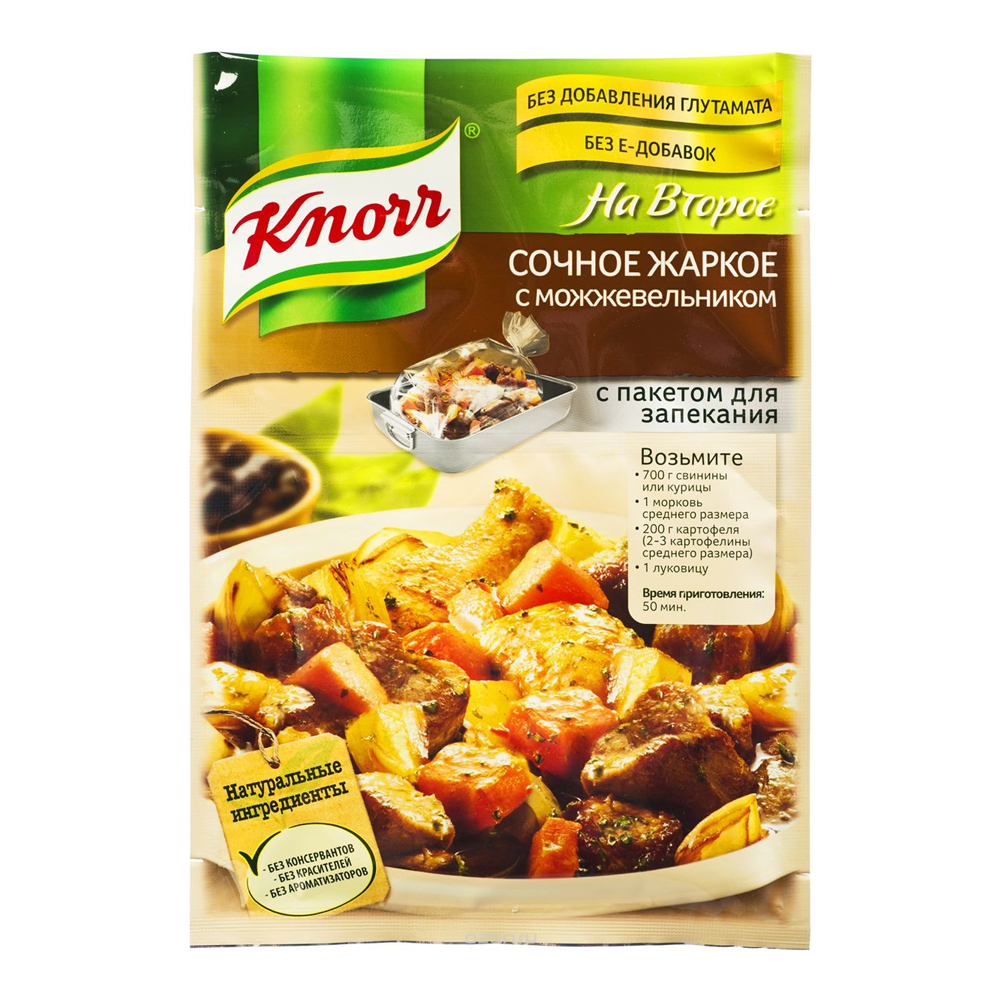 БЕЗ ДОБАВЛЕНИЯ ГЛУТАМАТА
БЕЗ Е-ДОБАВОК
Knorr®
На Второе
СОЧНОЕ ЖАРКОЕ
С МОЖЖЕВЕЛЬНИКОМ
С ПАКЕТОМ ДЛЯ
ЗАПЕКАНИЯ
Возьмите
• 700 г свинины
или курицы
• 1 морковь
среднего размера
• 200 г картофеля
(2-3 картофелины
среднего размера)
• 1 луковицу
Время приготовления:
50 мин.
Натуральные
ингредиенты
- БЕЗ КОНСЕРВАНТОВ
- БЕЗ КРАСИТЕЛЕЙ
- БЕЗ АРОМАТИЗАТОРОВ